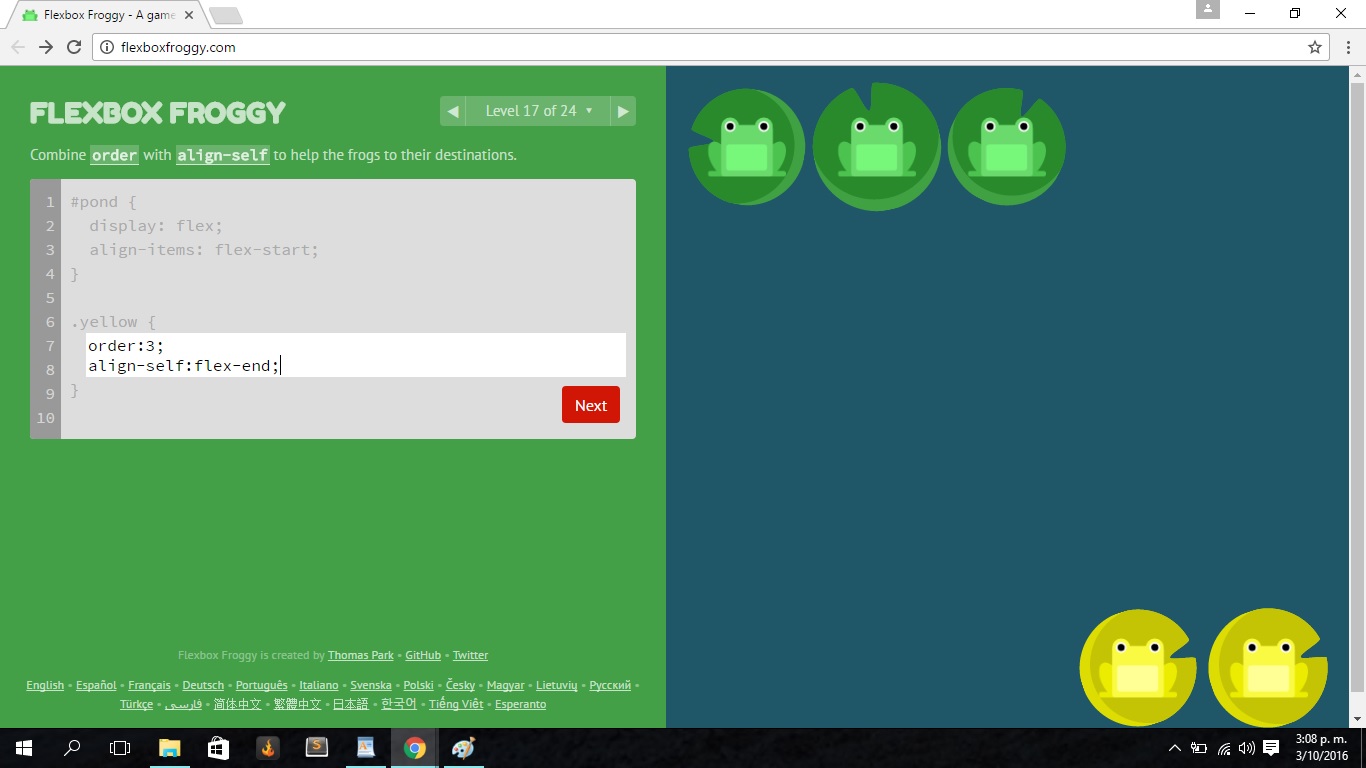 Flexbox Froggy - A game
flexboxfroggy.com
FLEXBOX FROGGY
Level 17 of 24
Combine order with align-self to help the frogs to their destinations.
1 #pond {
2 display: flex;
3 align-items: flex-start;
4 }
5
6 .yellow {
7 order:3;
8 align-self:flex-end;
9 }
10
Next
Flexbox Froggy is created by Thomas Park • GitHub • Twitter
English • Español • Français • Deutsch • Português • Italiano • Svenska • Polski • Česky • Magyar • Lietuvių • Русский •
Türkçe • فارسی • 简体中文 • 繁體中文 • 日本語 • 한국어 • Tiếng Việt • Esperanto
3:08 p. m.
3/10/2016